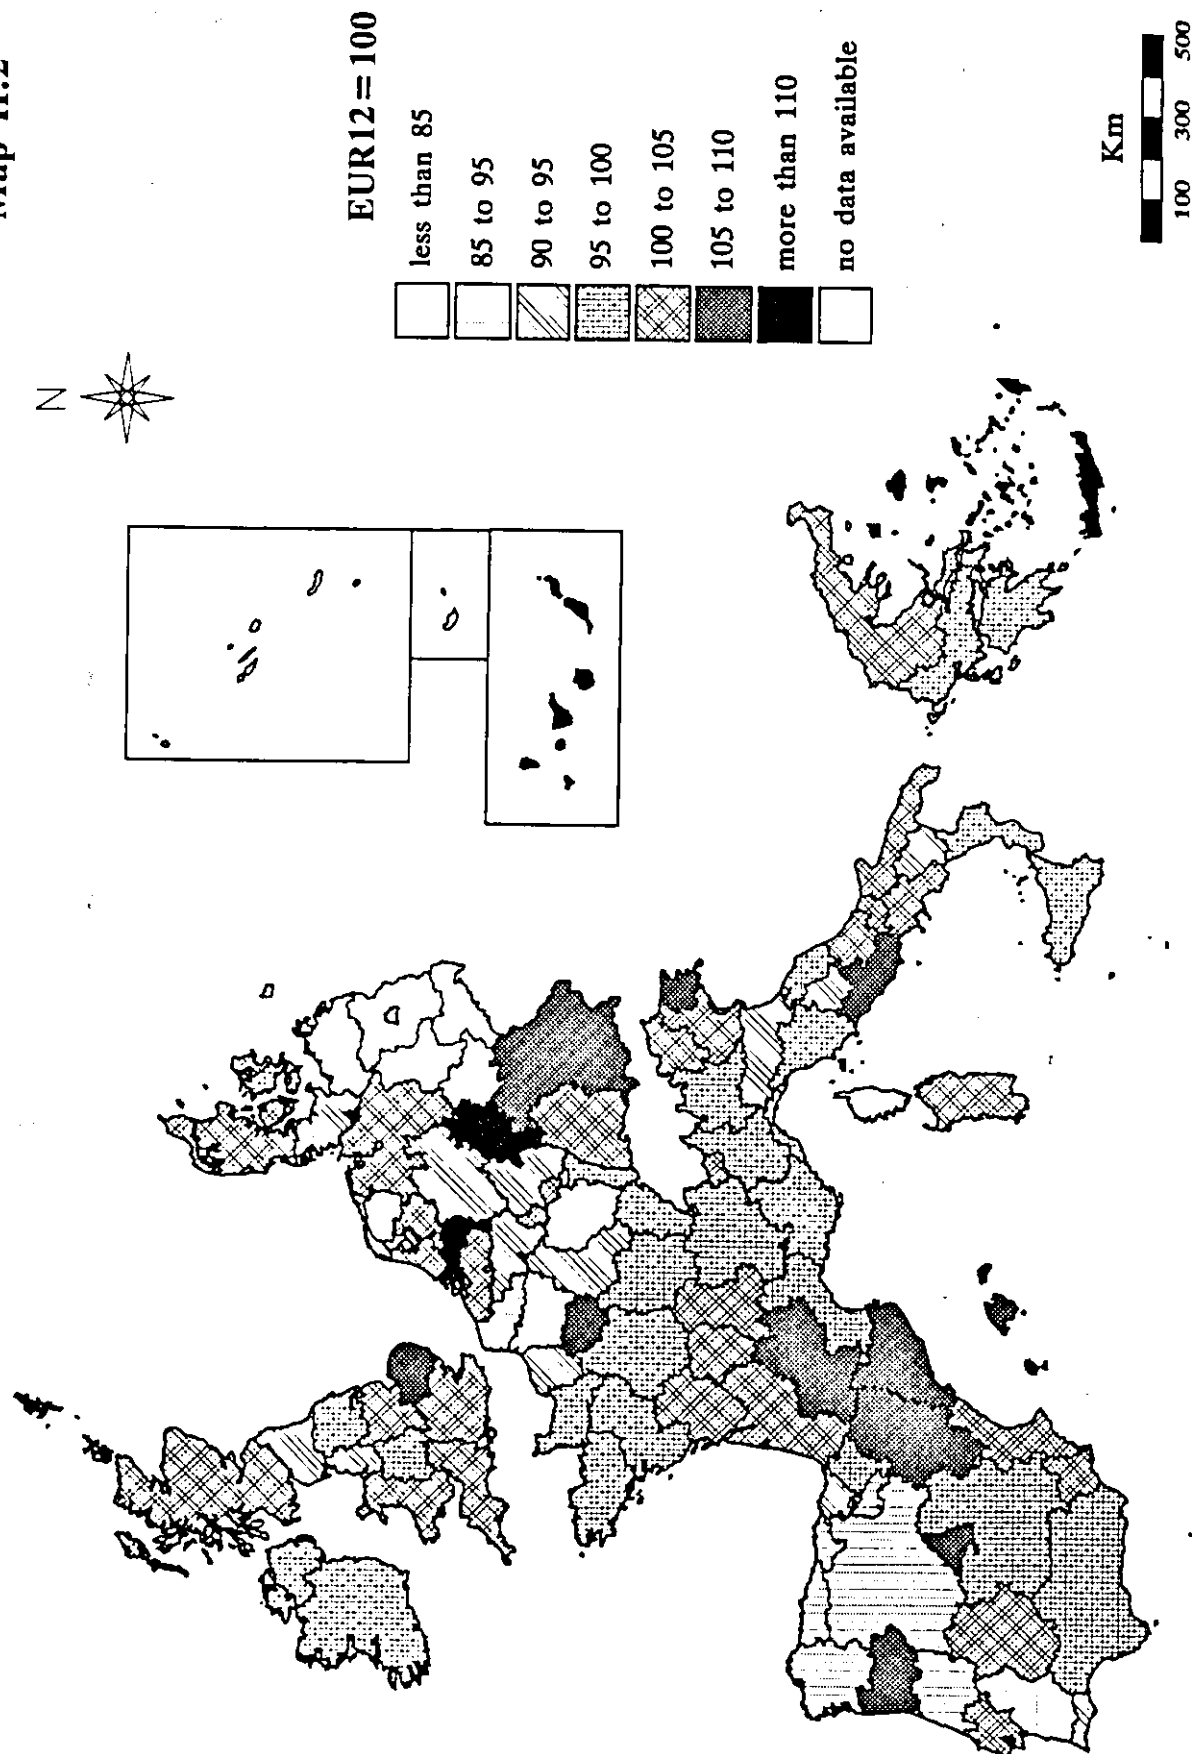 Map II.2
N
EUR12=100
less than 85
85 to 95
90 to 95
95 to 100
100 to 105
105 to 110
more than 110
no data available
Km
100 300 500